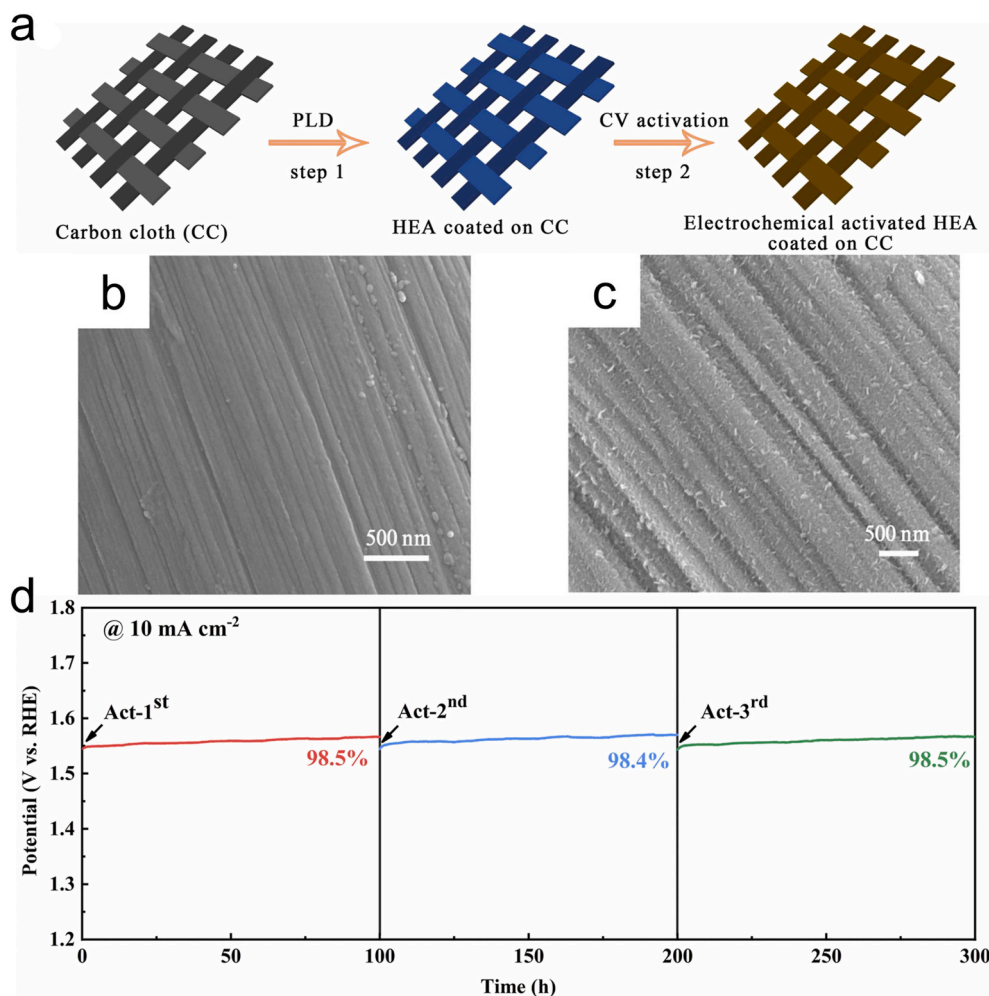 a
PLD
step 1
CV activation
step 2
Carbon cloth (CC)
HEA coated on CC
Electrochemical activated HEA
coated on CC
b
500 nm
c
500 nm
d
@ 10 mA cm⁻²
Act-1ˢᵗ
Act-2ⁿᵈ
Act-3ʳᵈ
98.5%
98.4%
98.5%
Potential (V vs. RHE)
1.8
1.7
1.6
1.5
1.4
1.3
1.2
0
50
100
150
200
250
300
Time (h)